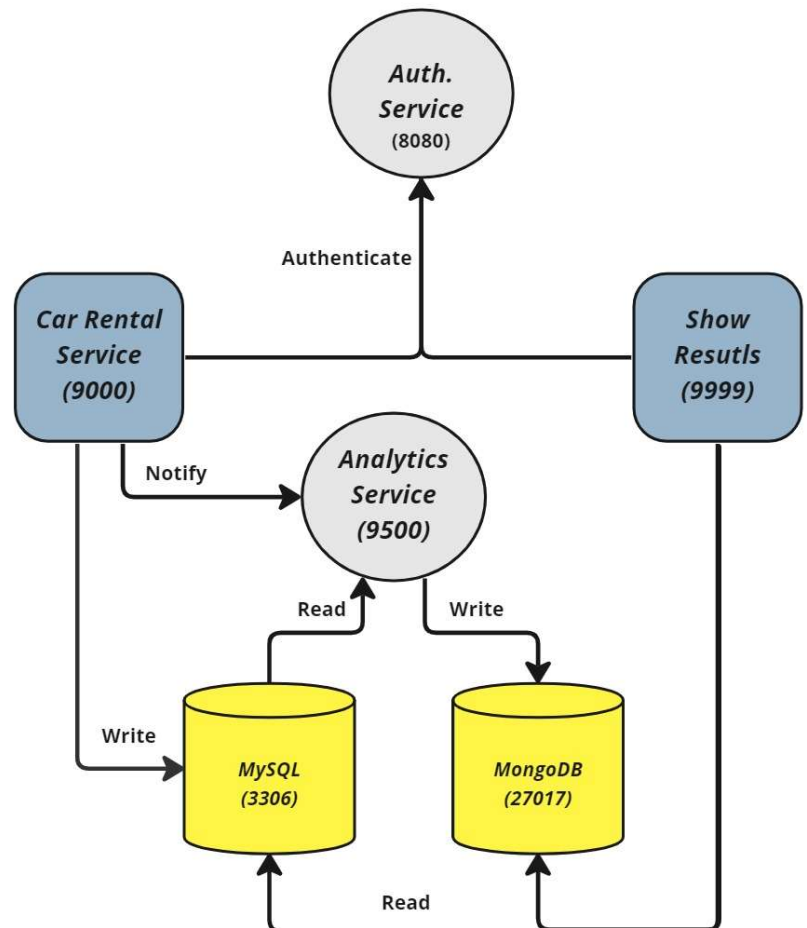 Auth.
Service
(8080)
Authenticate
Car Rental
Service
(9000)
Show
Resutls
(9999)
Notify
Analytics
Service
(9500)
Read
Write
Write
MySQL
(3306)
MongoDB
(27017)
Read